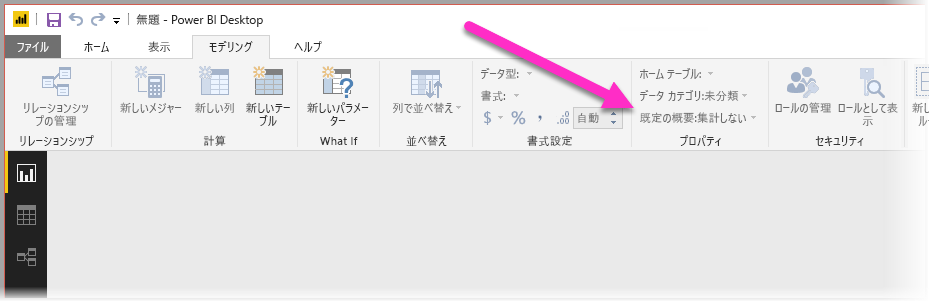 無題 - Power BI Desktop
ファイル ホーム 表示 モデリング ヘルプ
リレーションシッ
プの管理
リレーションシップ
新しいメジャー 新しい列 新しいテー
ブル
計算
新しいパラメー
ター
What If
列で並べ替え
並べ替え
データ型:
書式:
$ % , .00 自動
書式設定
ホーム テーブル:
データ カテゴリ:未分類
既定の概要:集計しない
プロパティ
ロールの管理 ロールとして表
示
セキュリティ
新し
ルー